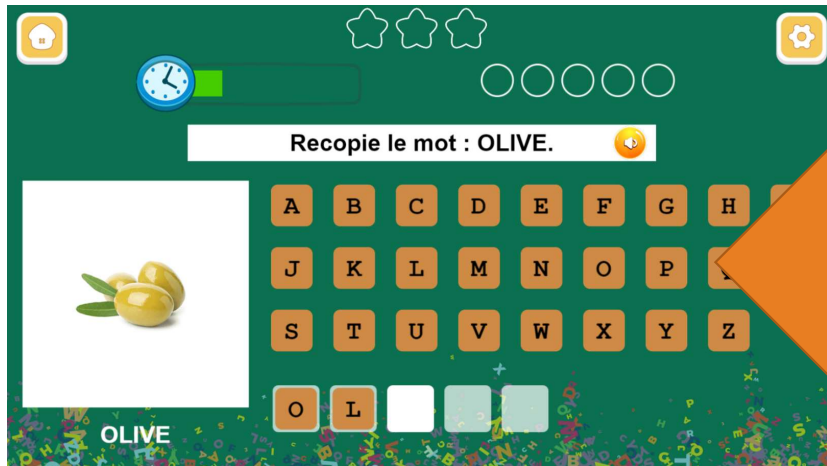 Recopie le mot : OLIVE.
A B C D E F G H
J K L M N O P
S T U V W X Y Z
O L
OLIVE